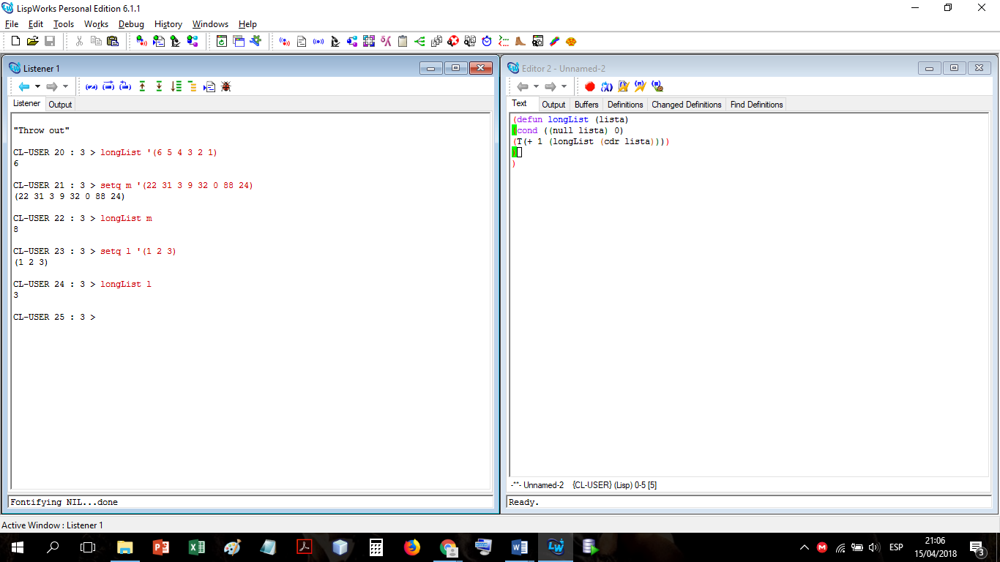 LispWorks Personal Edition 6.1.1
File Edit Tools Works Debug History Windows Help
Listener 1
Listener Output
"Throw out"
CL-USER 20 : 3 > longList '(6 5 4 3 2 1)
6
CL-USER 21 : 3 > setq m '(22 31 3 9 32 0 88 24)
(22 31 3 9 32 0 88 24)
CL-USER 22 : 3 > longList m
8
CL-USER 23 : 3 > setq l '(1 2 3)
(1 2 3)
CL-USER 24 : 3 > longList l
3
CL-USER 25 : 3 >
Fontifying NIL...done
Editor 2 - Unnamed-2
Text Output Buffers Definitions Changed Definitions Find Definitions
(defun longList (lista)
(cond ((null lista) 0)
(T(+ 1 (longList (cdr lista))))
)
)
-**- Unnamed-2 {CL-USER} (Lisp) 0-5 [5]
Ready.
Active Window : Listener 1
ESP
21:06
15/04/2018
3